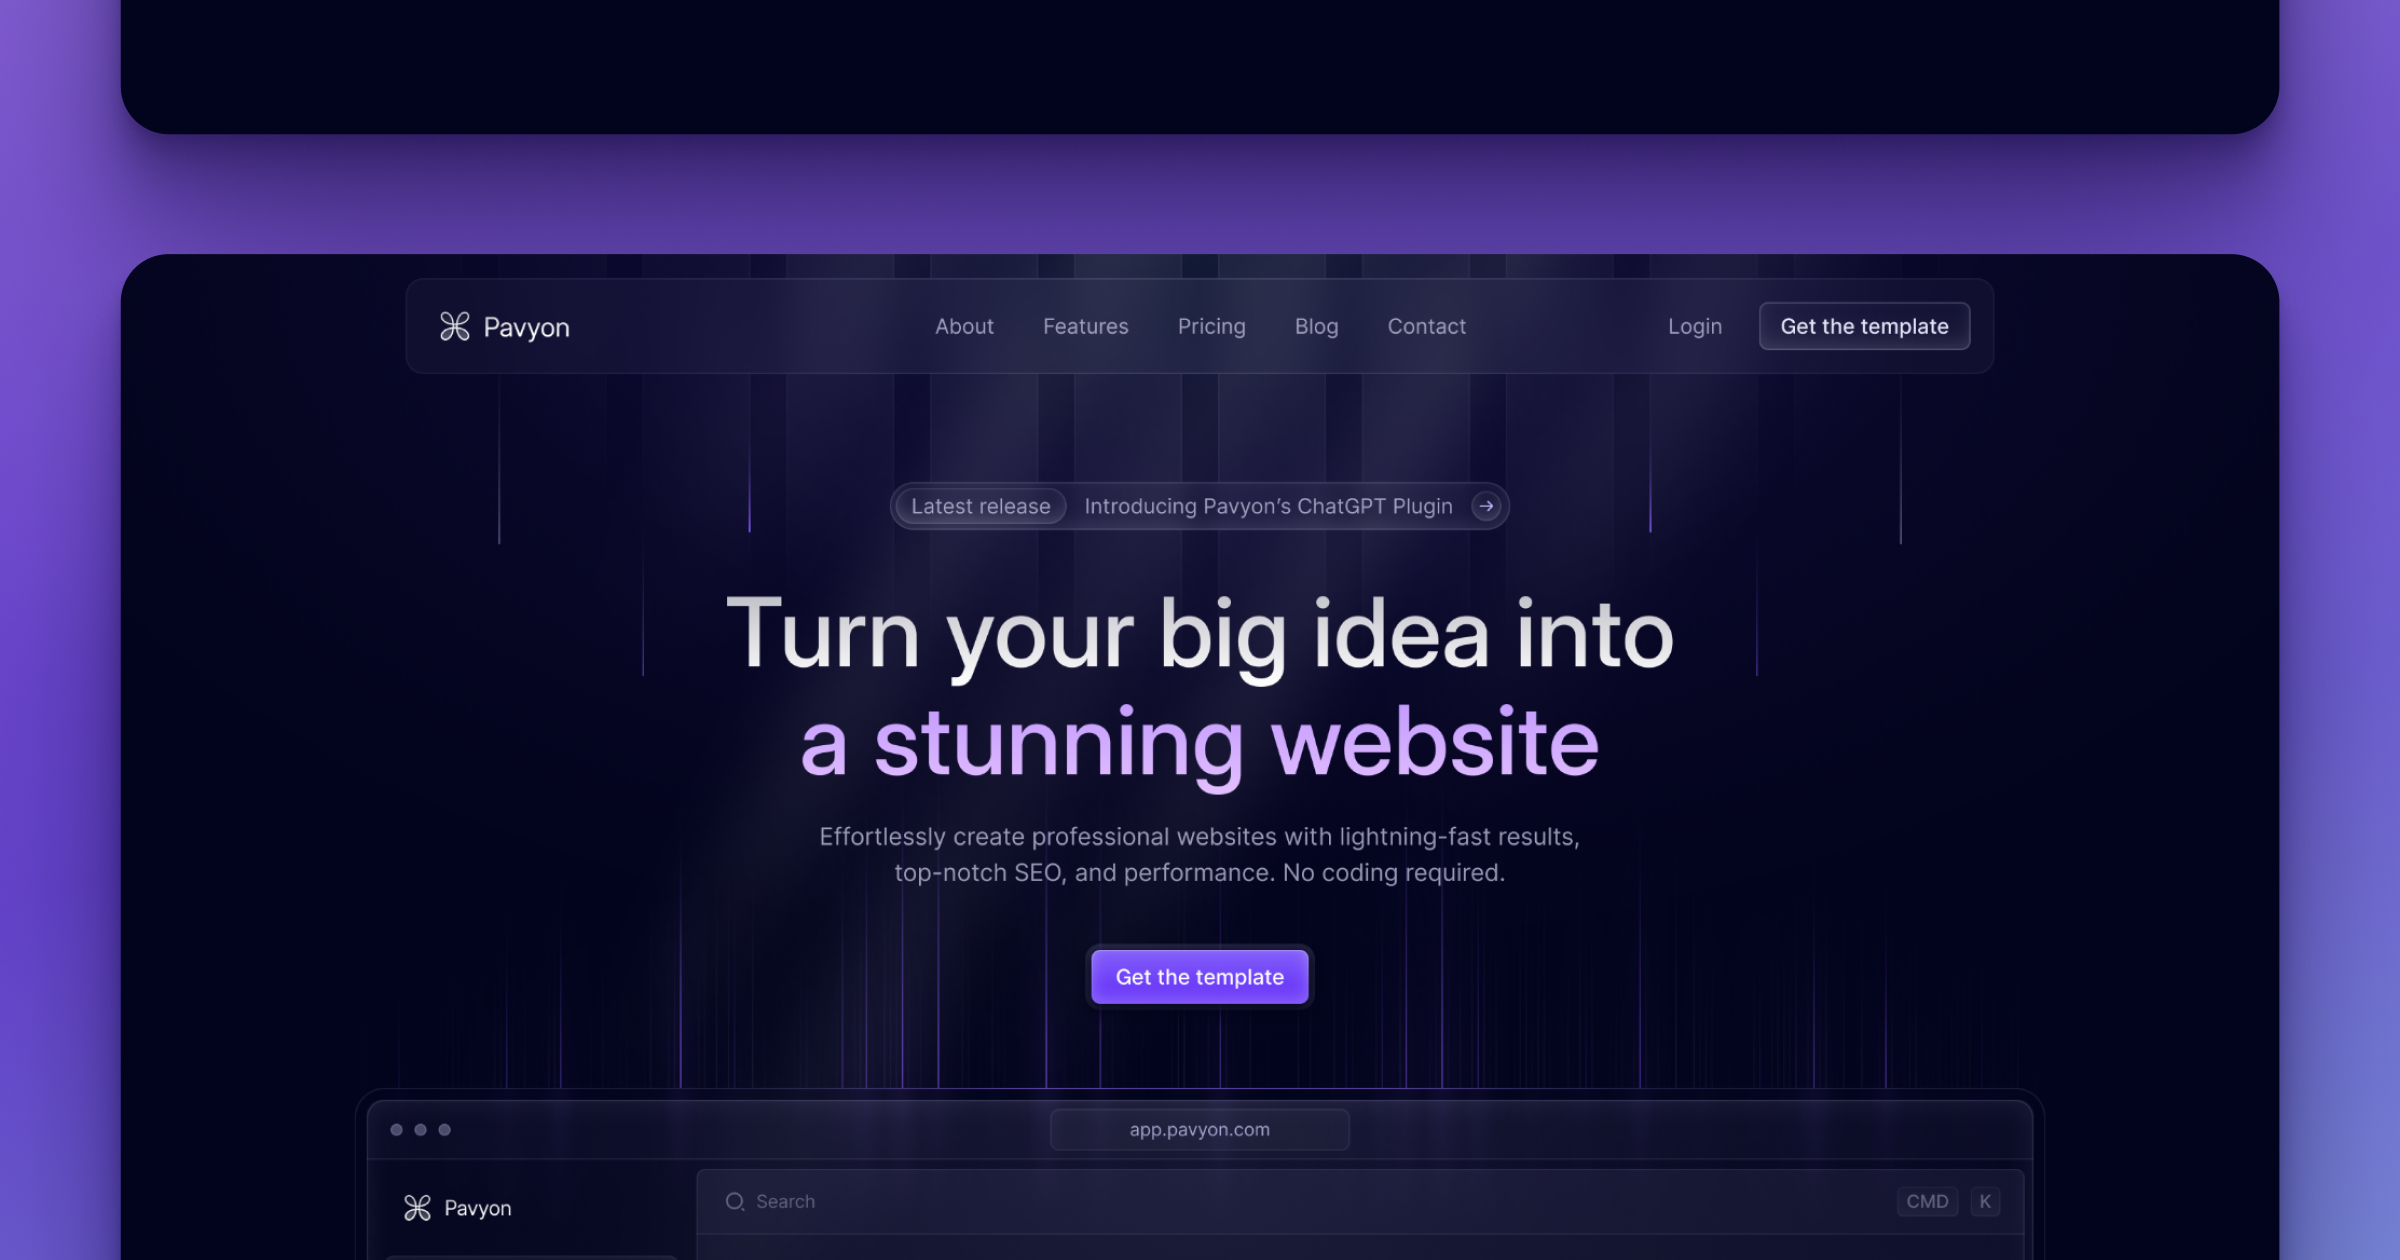 Pavyon
About Features Pricing Blog Contact
Login Get the template
Latest release Introducing Pavyon’s ChatGPT Plugin
Turn your big idea into
a stunning website
Effortlessly create professional websites with lightning-fast results,
top-notch SEO, and performance. No coding required.
Get the template
app.pavyon.com
Pavyon
Search
CMD K